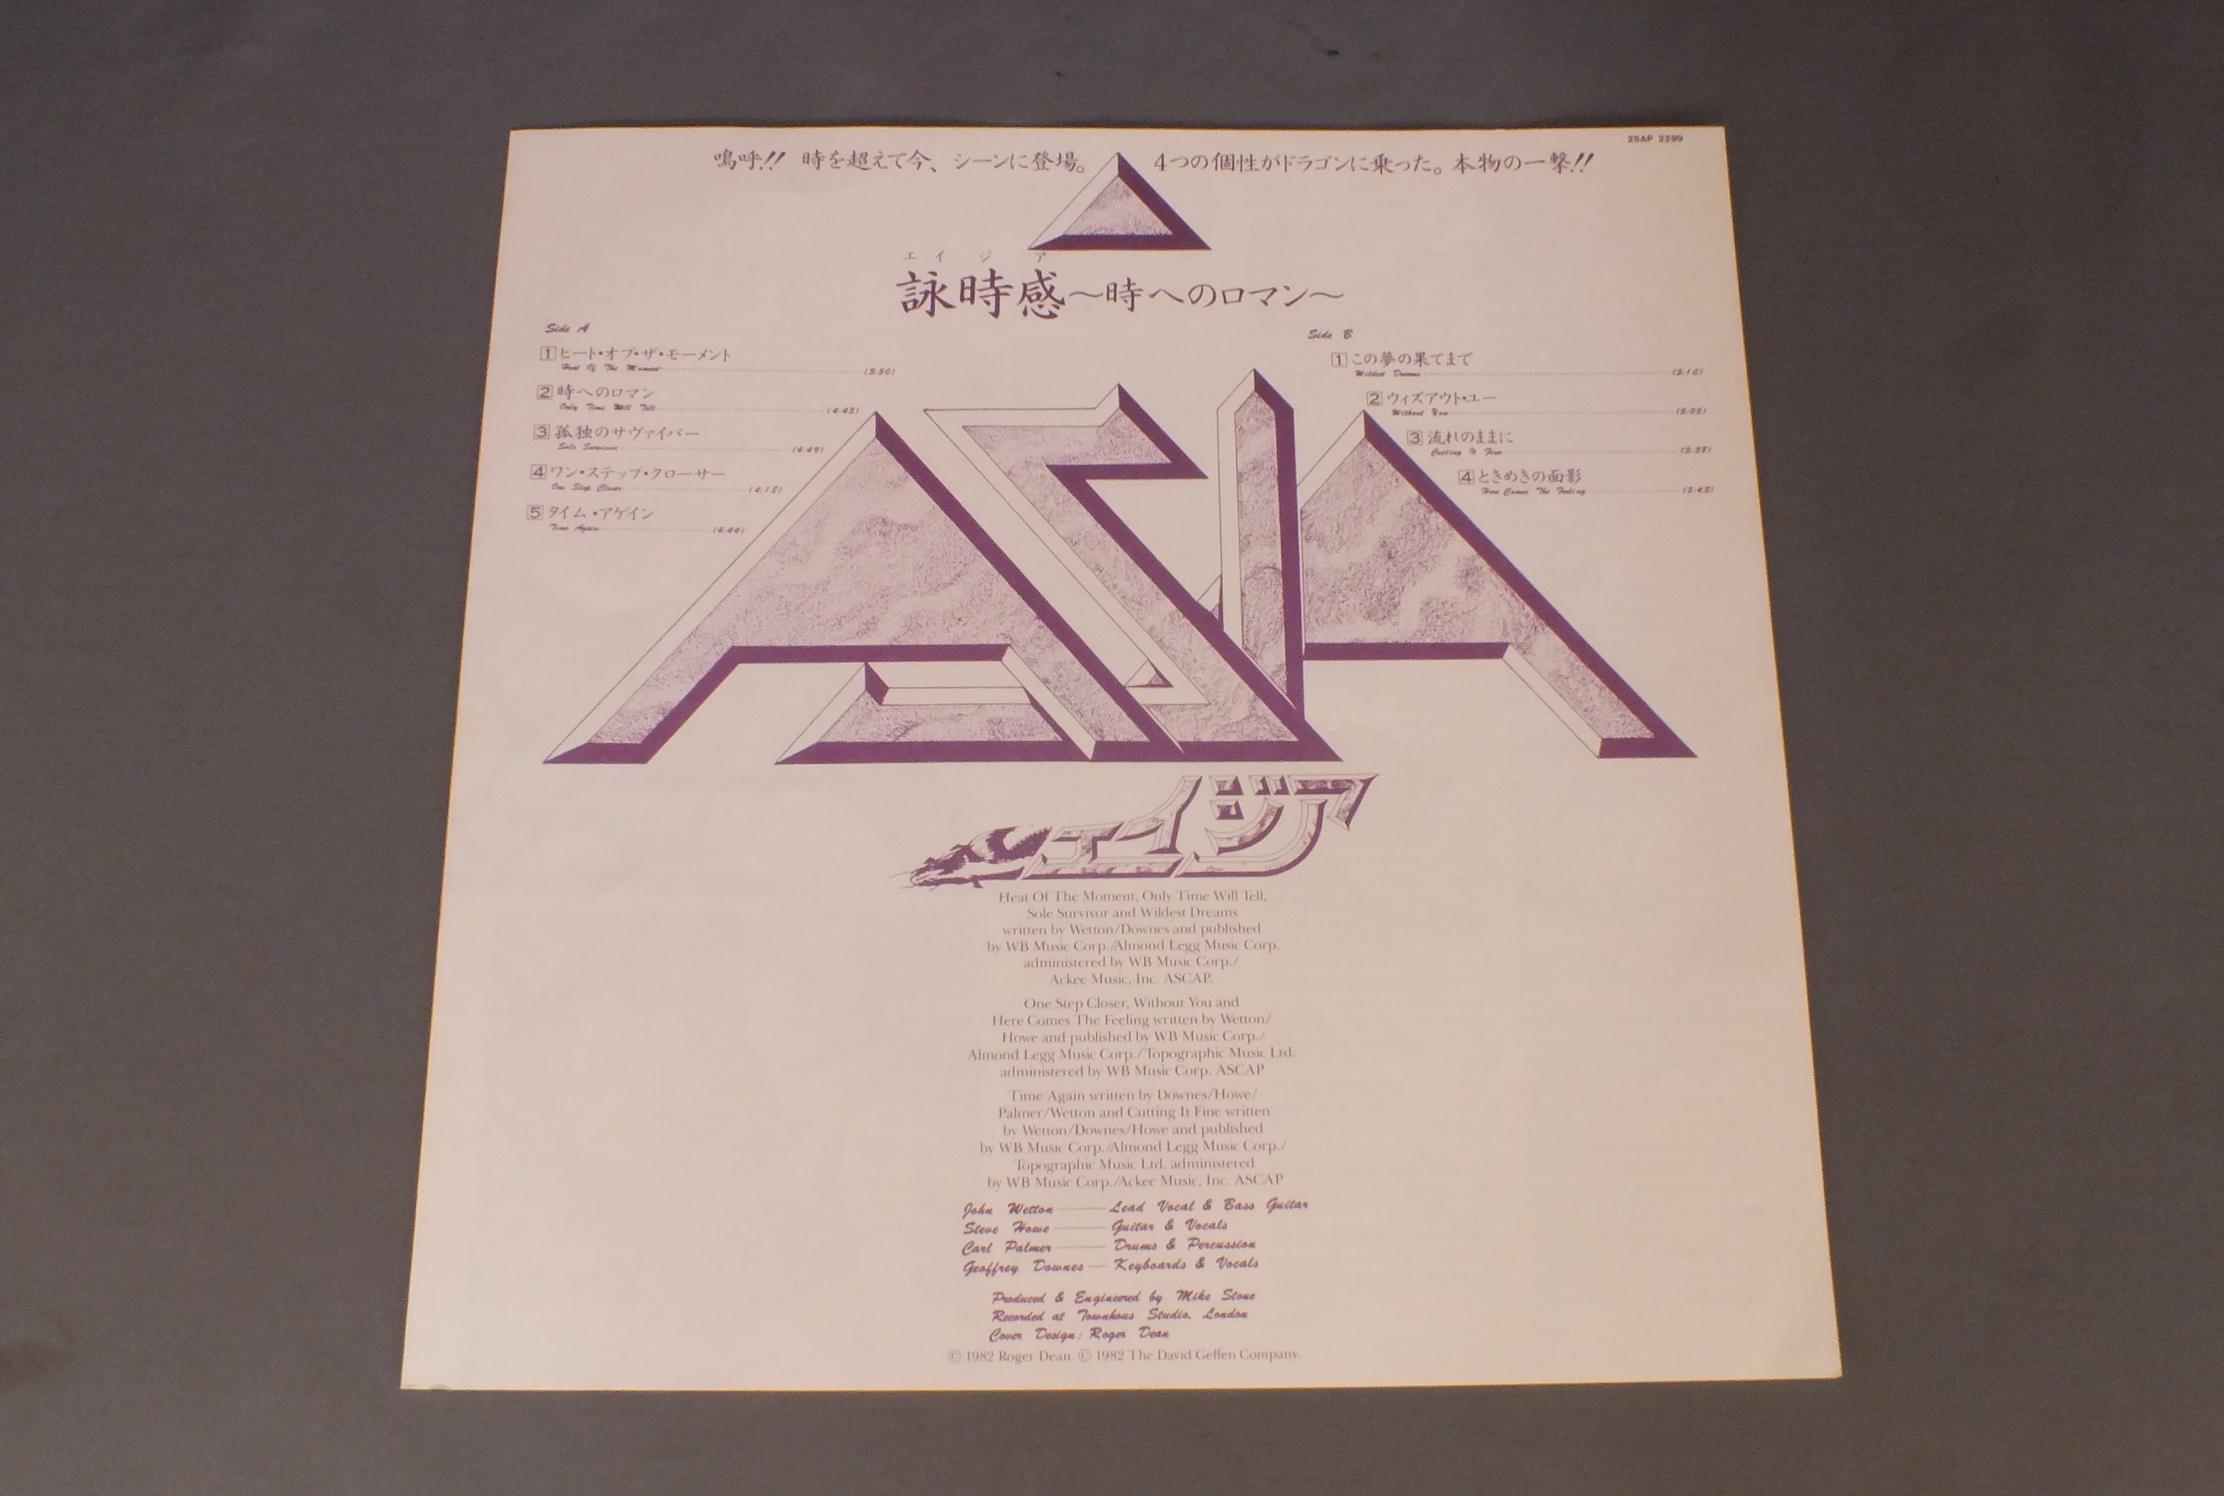 25AP 2299
嗚呼!! 時を超えて今、シーンに登場。 4つの個性がドラゴンに乗った。本物の一撃!!
エイジア
詠時感～時へのロマン～
Side A
1 ヒート・オブ・ザ・モーメント
Heat Of The Moment (3:50)
2 時へのロマン
Only Time Will Tell (4:45)
3 孤独のサヴァイバー
Sole Survivor (4:49)
4 ワン・ステップ・クローサー
One Step Closer (4:18)
5 タイム・アゲイン
Time Again (4:44)
Side B
1 この夢の果てまで
Wildest Dreams (5:10)
2 ウィズアウト・ユー
Without You (5:05)
3 流れのままに
Cutting It Fine (5:38)
4 ときめきの面影
Here Comes The Feeling (5:43)
ASIA
エイジア
Heat Of The Moment, Only Time Will Tell,
Sole Survivor and Wildest Dreams
written by Wetton/Downes and published
by WB Music Corp./Almond Legg Music Corp.
administered by WB Music Corp./
Ackee Music, Inc. ASCAP.
One Step Closer, Without You and
Here Comes The Feeling written by Wetton/
Howe and published by WB Music Corp./
Almond Legg Music Corp./Topographic Music Ltd.
administered by WB Music Corp. ASCAP
Time Again written by Downes/Howe/
Palmer/Wetton and Cutting It Fine written
by Wetton/Downes/Howe and published
by WB Music Corp./Almond Legg Music Corp./
Topographic Music Ltd. administered
by WB Music Corp./Ackee Music, Inc. ASCAP
John Wetton Lead Vocal & Bass Guitar
Steve Howe Guitar & Vocals
Carl Palmer Drums & Percussion
Geoffrey Downes Keyboards & Vocals
Produced & Engineered by Mike Stone
Recorded at Townhous Studio, London
Cover Design: Roger Dean
© 1982 Roger Dean. © 1982 The David Geffen Company.